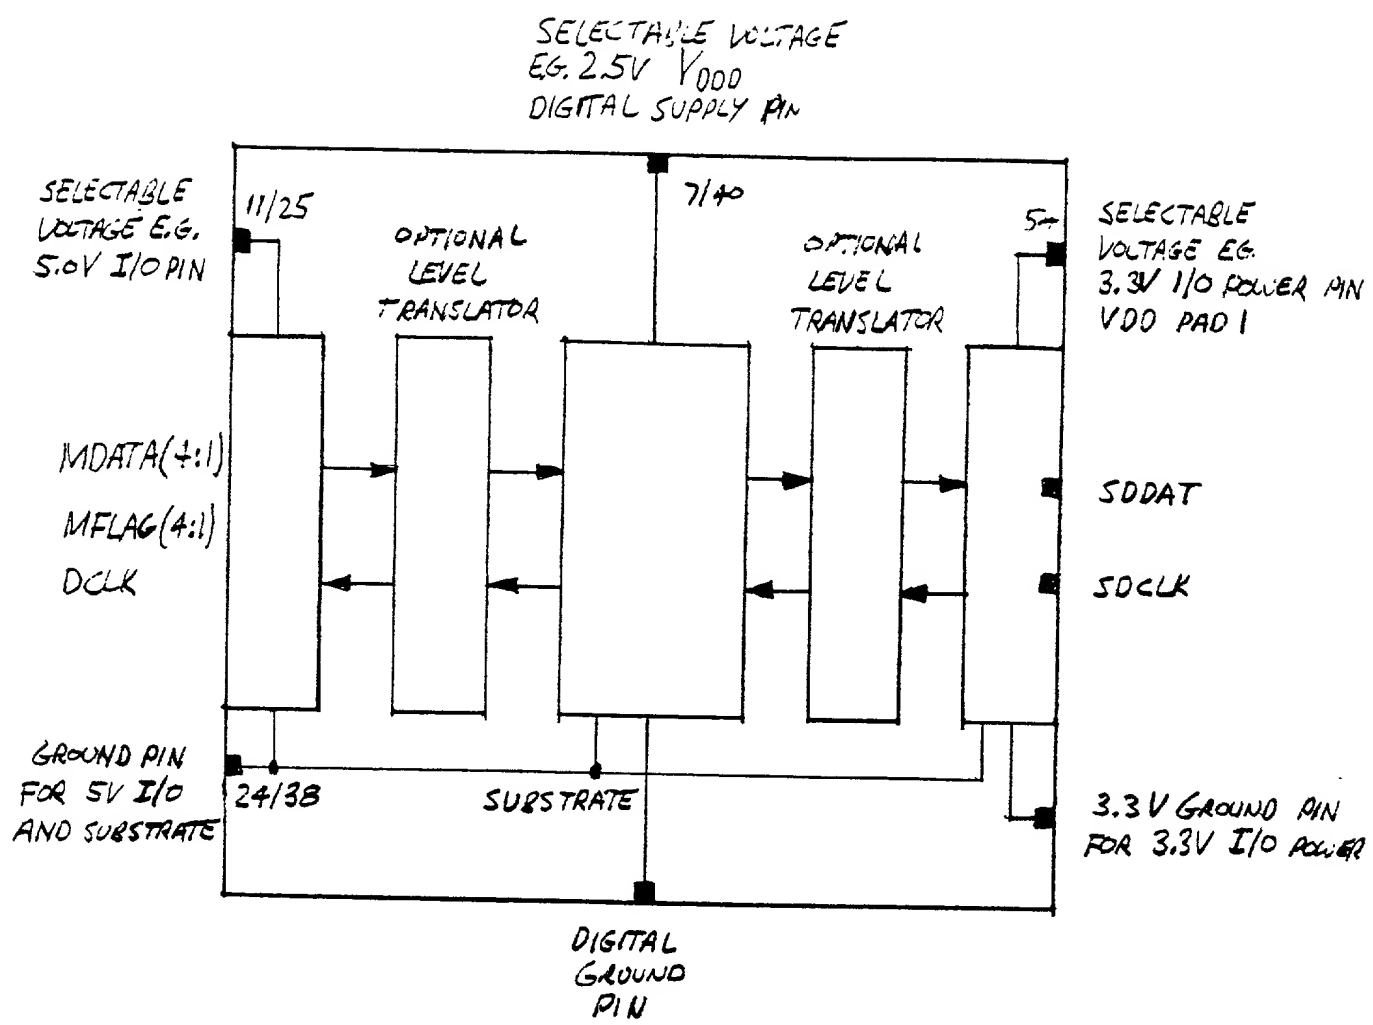 SELECTABLE VOLTAGE
E.G. 2.5V VDDD
DIGITAL SUPPLY PIN
SELECTABLE
VOLTAGE E.G.
5.0V I/O PIN
11/25
7/40
OPTIONAL
LEVEL
TRANSLATOR
OPTIONAL
LEVEL
TRANSLATOR
SELECTABLE
VOLTAGE EG.
3.3V I/O POWER PIN
VDD PAD 1
MDATA(4:1)
MFLAG(4:1)
DCLK
SDDAT
SDCLK
GROUND PIN
FOR 5V I/O
AND SUBSTRATE
24/38
SUBSTRATE
3.3V GROUND PIN
FOR 3.3V I/O POWER
DIGITAL
GROUND
PIN